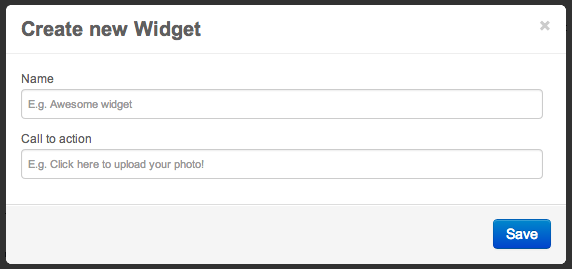 Create new Widget ×
Name
E.g. Awesome widget
Call to action
E.g. Click here to upload your photo!
Save